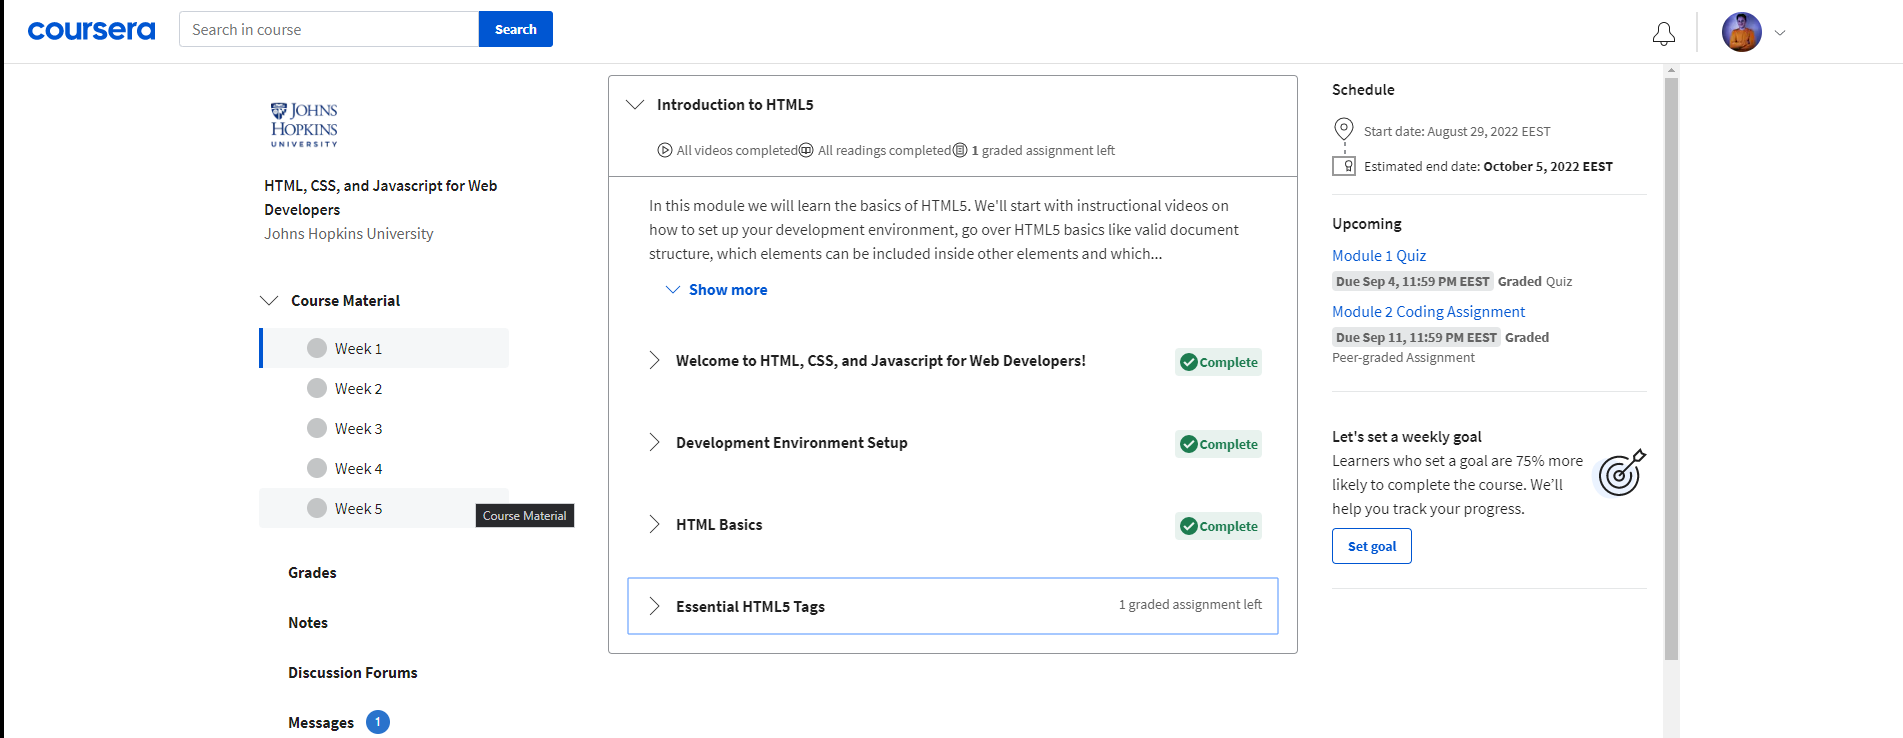 coursera
Search in course
Search
JOHNS
HOPKINS
UNIVERSITY
HTML, CSS, and Javascript for Web
Developers
Johns Hopkins University
Course Material
Week 1
Week 2
Week 3
Week 4
Week 5
Course Material
Grades
Notes
Discussion Forums
Messages 1
Introduction to HTML5
All videos completed All readings completed 1 graded assignment left
In this module we will learn the basics of HTML5. We'll start with instructional videos on
how to set up your development environment, go over HTML5 basics like valid document
structure, which elements can be included inside other elements and which...
Show more
Welcome to HTML, CSS, and Javascript for Web Developers! Complete
Development Environment Setup Complete
HTML Basics Complete
Essential HTML5 Tags 1 graded assignment left
Schedule
Start date: August 29, 2022 EEST
Estimated end date: October 5, 2022 EEST
Upcoming
Module 1 Quiz
Due Sep 4, 11:59 PM EEST Graded Quiz
Module 2 Coding Assignment
Due Sep 11, 11:59 PM EEST Graded
Peer-graded Assignment
Let's set a weekly goal
Learners who set a goal are 75% more
likely to complete the course. We’ll
help you track your progress.
Set goal